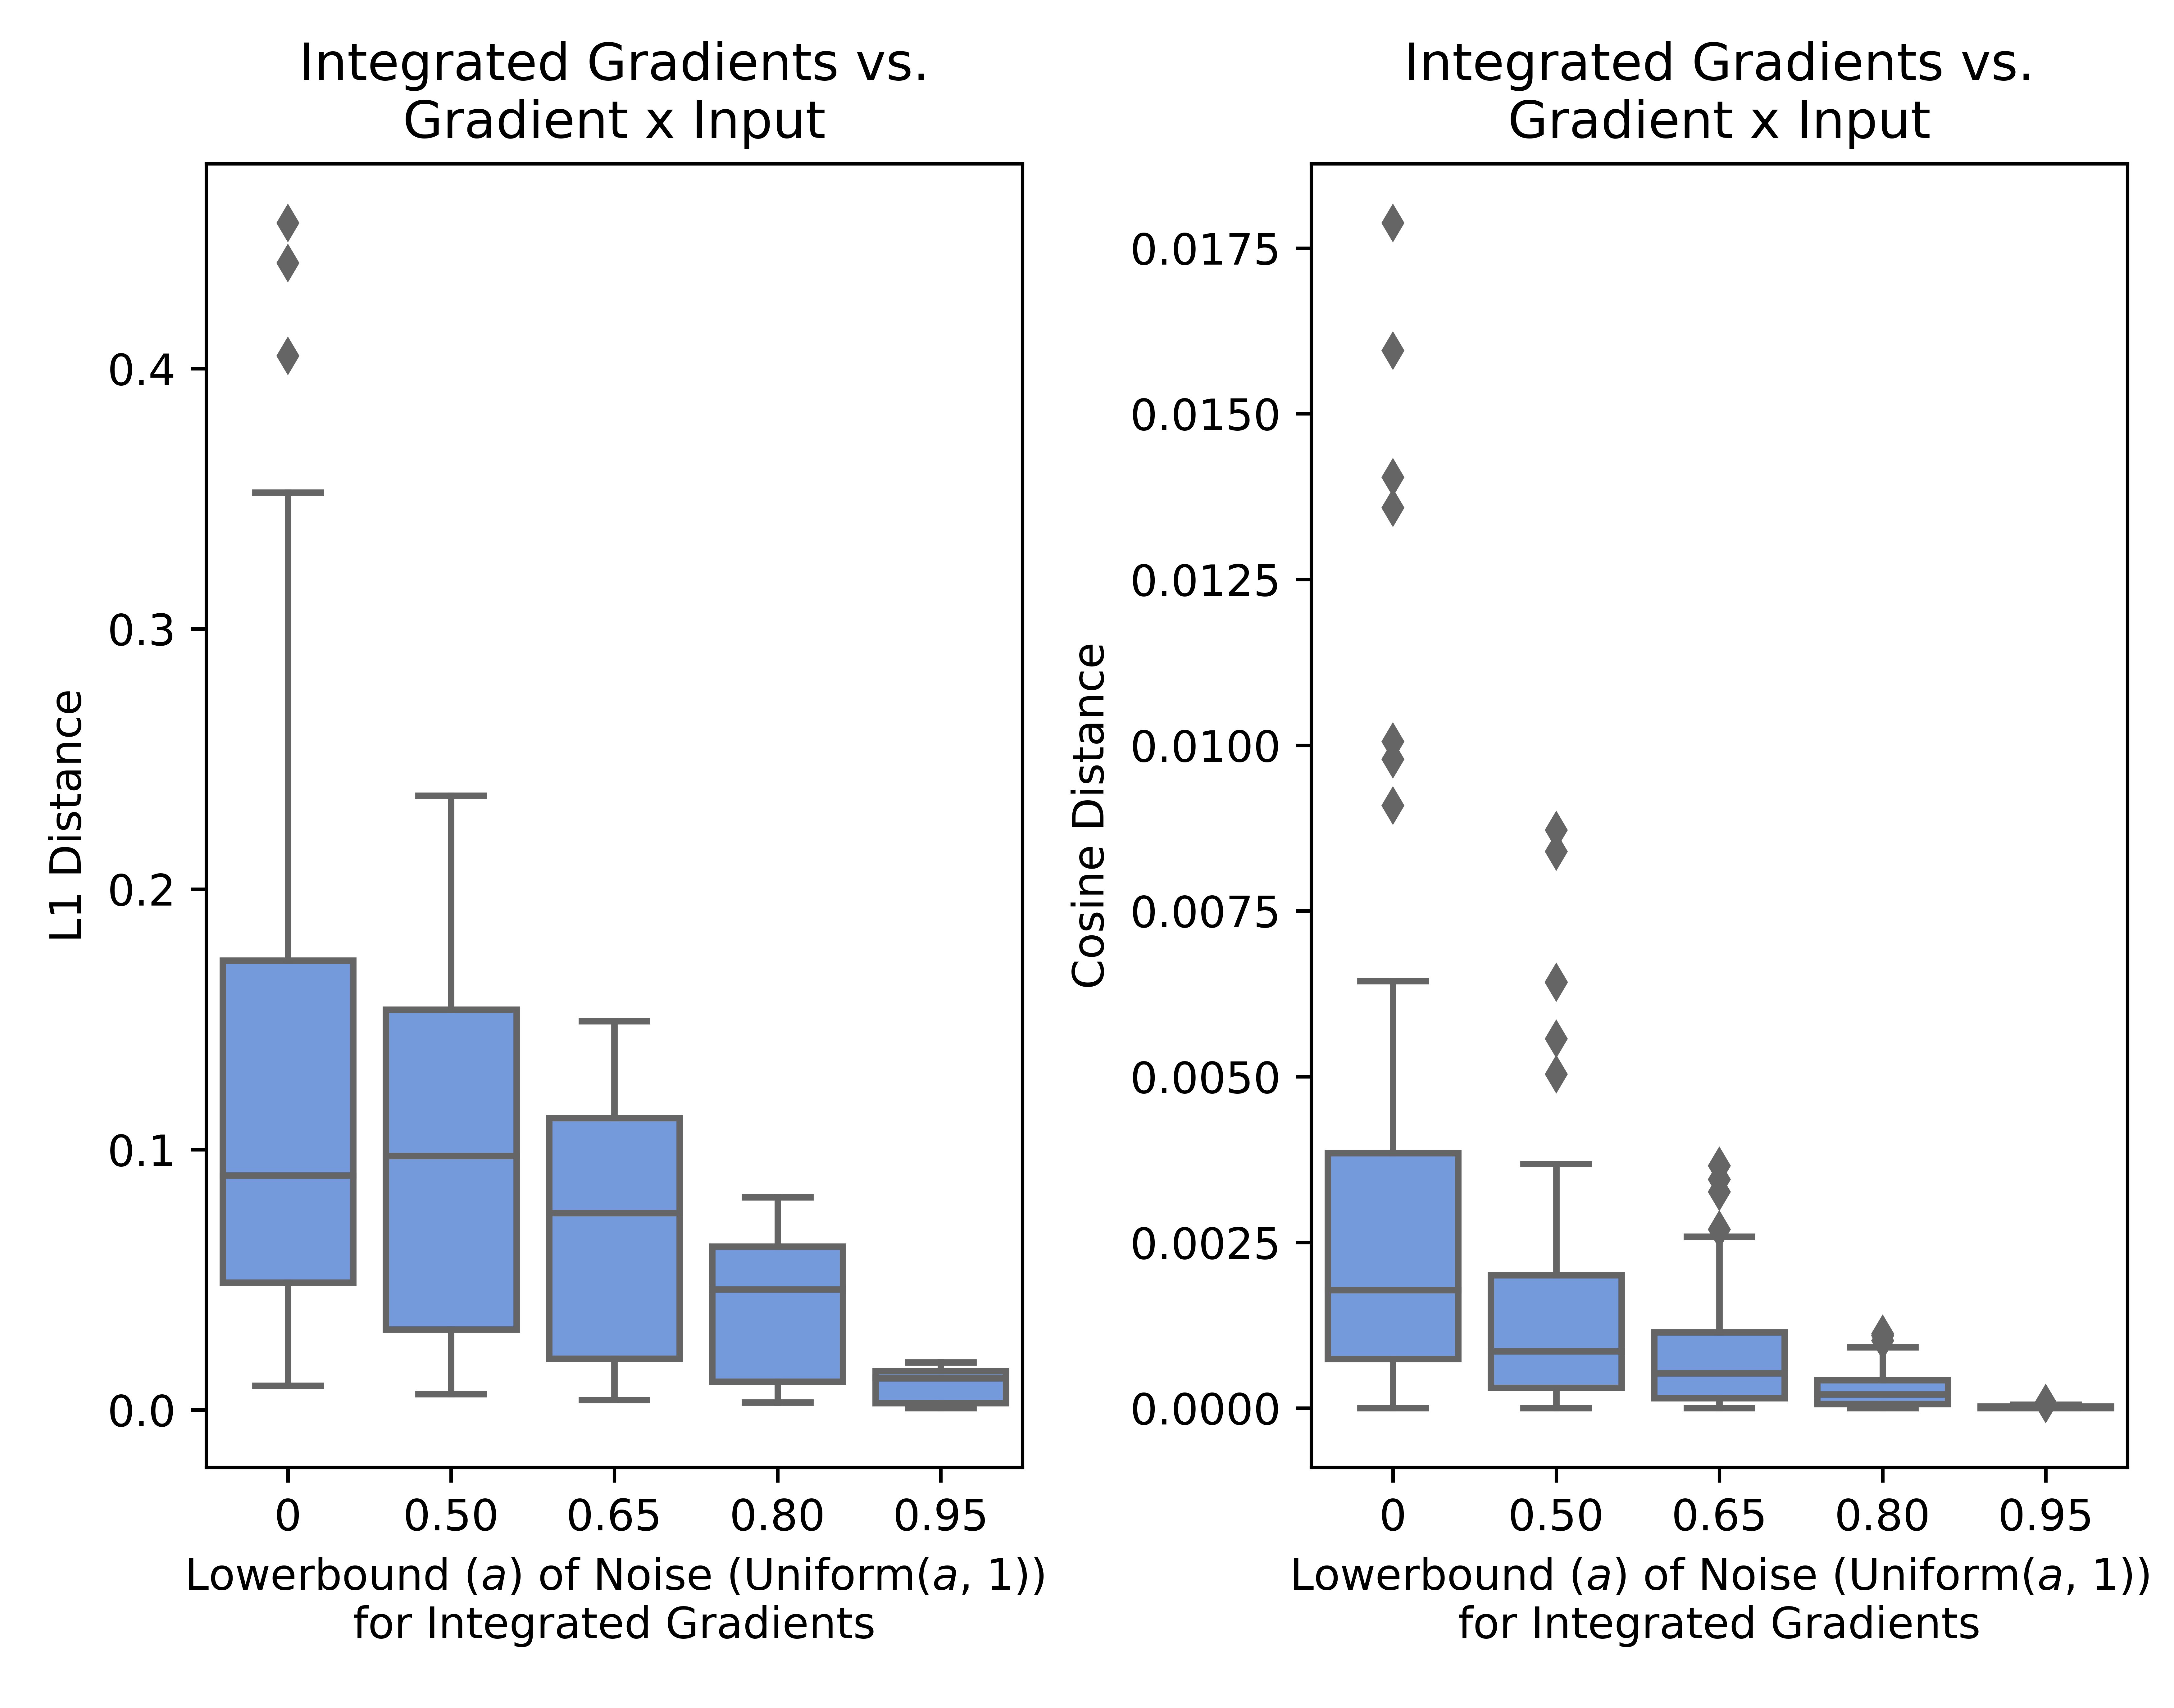 Integrated Gradients vs.
Gradient x Input
L1 Distance
0.4
0.3
0.2
0.1
0.0
0 0.50 0.65 0.80 0.95
Lowerbound (a) of Noise (Uniform(a, 1))
for Integrated Gradients
Integrated Gradients vs.
Gradient x Input
Cosine Distance
0.0175
0.0150
0.0125
0.0100
0.0075
0.0050
0.0025
0.0000
0 0.50 0.65 0.80 0.95
Lowerbound (a) of Noise (Uniform(a, 1))
for Integrated Gradients